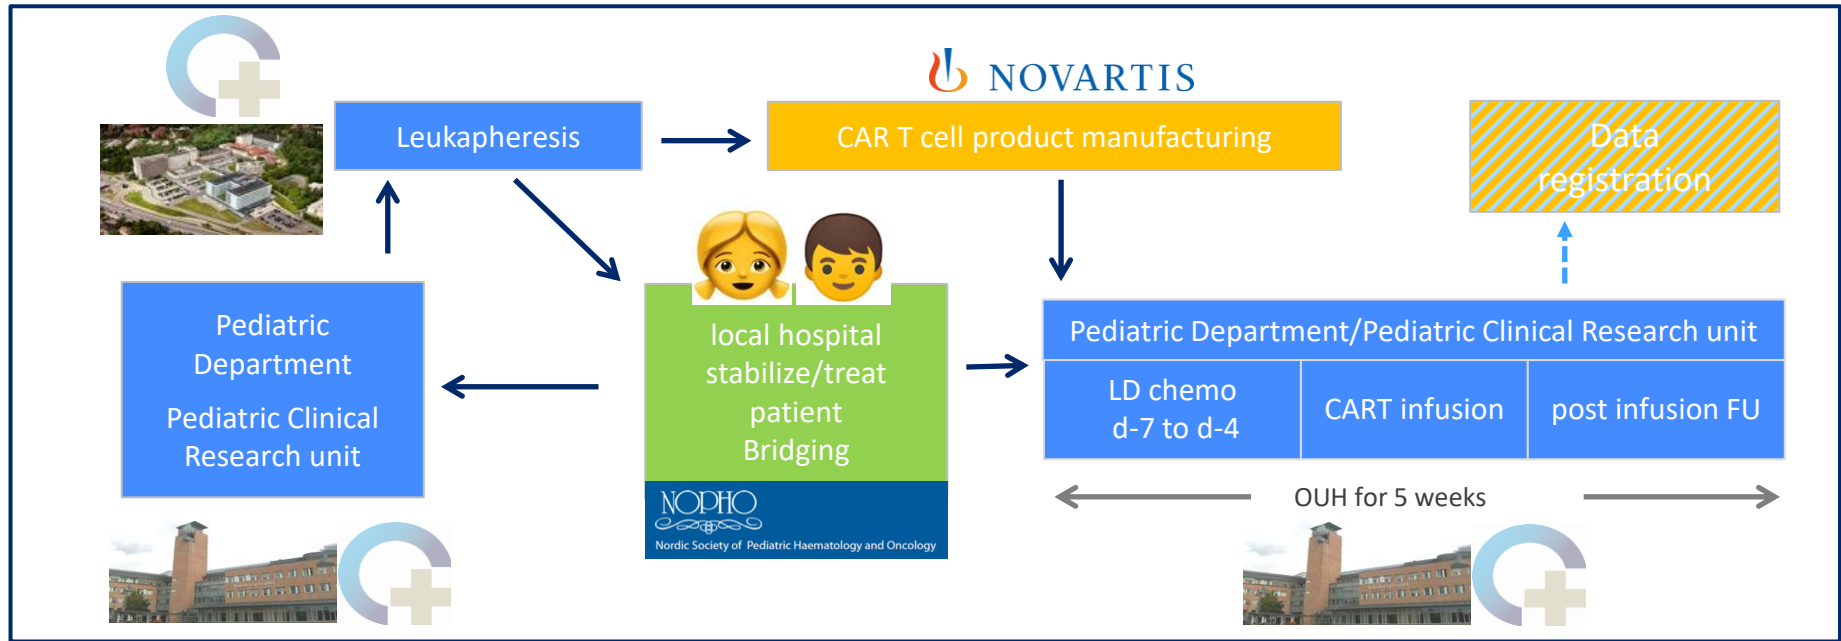 NOVARTIS
Leukapheresis
CAR T cell product manufacturing
Data
registration
Pediatric
Department
Pediatric Clinical
Research unit
local hospital
stabilize/treat
patient
Bridging
NOPHO
Nordic Society of Pediatric Haematology and Oncology
Pediatric Department/Pediatric Clinical Research unit
LD chemo
d-7 to d-4
CART infusion
post infusion FU
OUH for 5 weeks